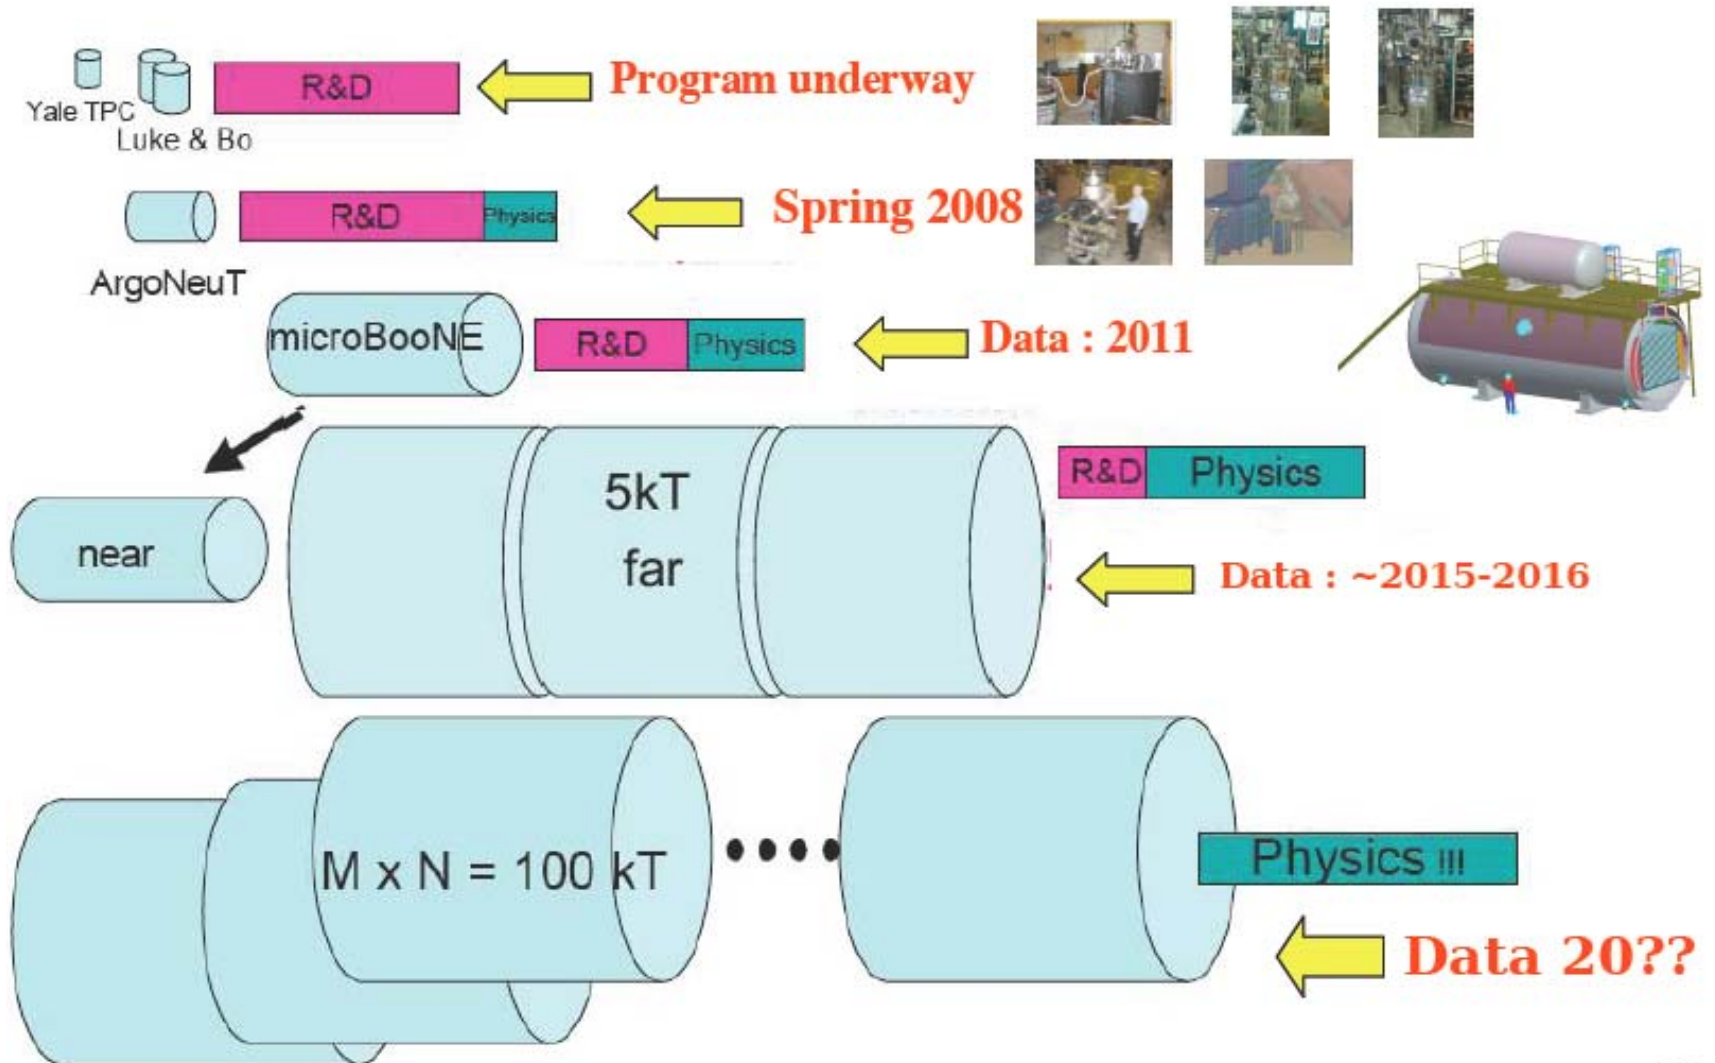 R&D
Program underway
Yale TPC
Luke & Bo
R&D
Physics
Spring 2008
ArgoNeuT
microBooNE
R&D
Physics
Data : 2011
5kT
far
R&D
Physics
near
Data : ~2015-2016
M x N = 100 kT
Physics !!!
Data 20??